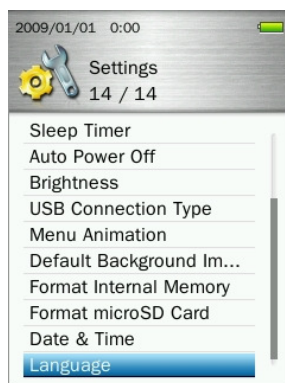 2009/01/01 0:00
Settings
14 / 14
Sleep Timer
Auto Power Off
Brightness
USB Connection Type
Menu Animation
Default Background Im...
Format Internal Memory
Format microSD Card
Date & Time
Language